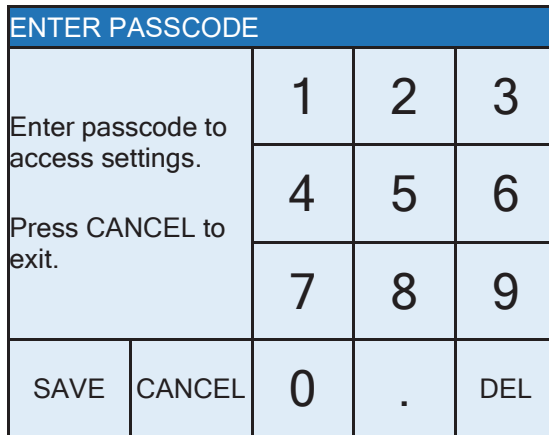 ENTER PASSCODE
Enter passcode to
access settings.
Press CANCEL to
exit.
1 2 3
4 5 6
7 8 9
SAVE CANCEL 0 . DEL